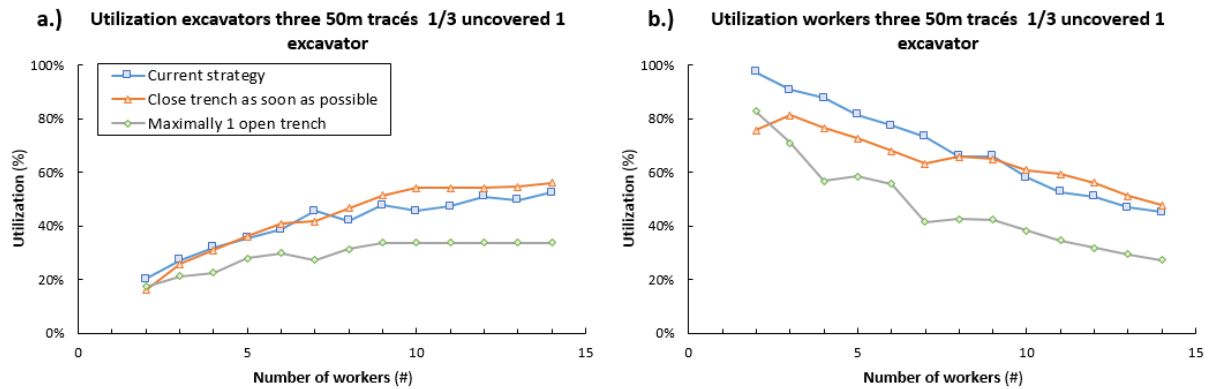 a.)
Utilization excavators three 50m tracés 1/3 uncovered 1
excavator
100%
80%
60%
40%
20%
0%
Utilization (%)
Current strategy
Close trench as soon as possible
Maximally 1 open trench
0
5
10
15
Number of workers (#)
b.)
Utilization workers three 50m tracés 1/3 uncovered 1
excavator
100%
80%
60%
40%
20%
0%
Utilization (%)
0
5
10
15
Number of workers (#)